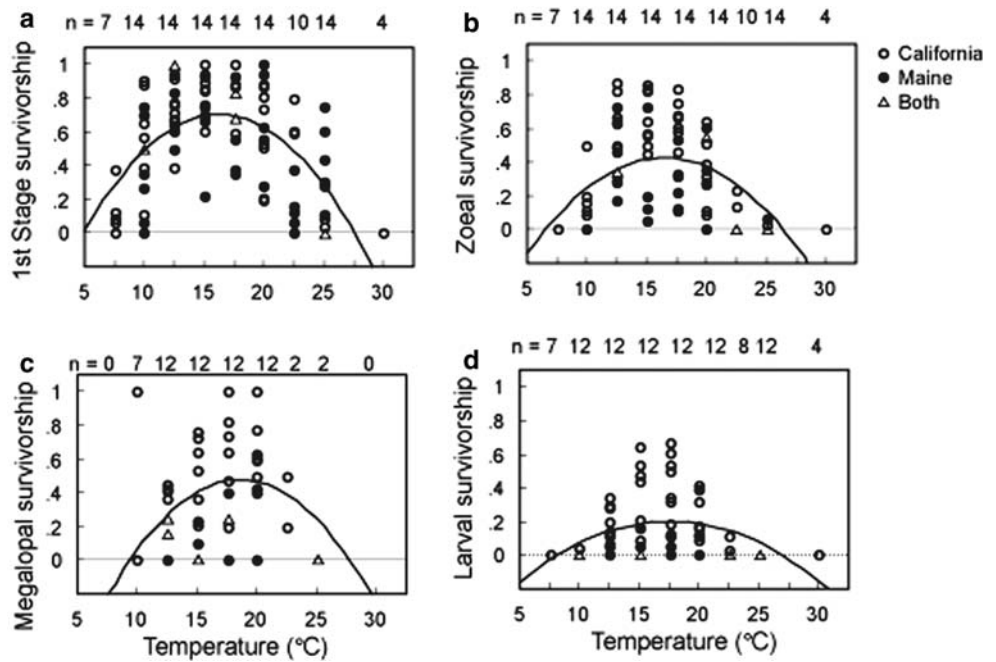 a
n = 7 14 14 14 14 14 10 14 4
1st Stage survivorship
1
.8
.6
.4
.2
0
5 10 15 20 25 30
b
n = 7 14 14 14 14 14 10 14 4
Zoeal survivorship
1
.8
.6
.4
.2
0
5 10 15 20 25 30
California
Maine
Both
c
n = 0 7 12 12 12 12 2 2 0
Megalopal survivorship
1
.8
.6
.4
.2
0
5 10 15 20 25 30
Temperature (°C)
d
n = 7 12 12 12 12 12 8 12 4
Larval survivorship
1
.8
.6
.4
.2
0
5 10 15 20 25 30
Temperature (°C)